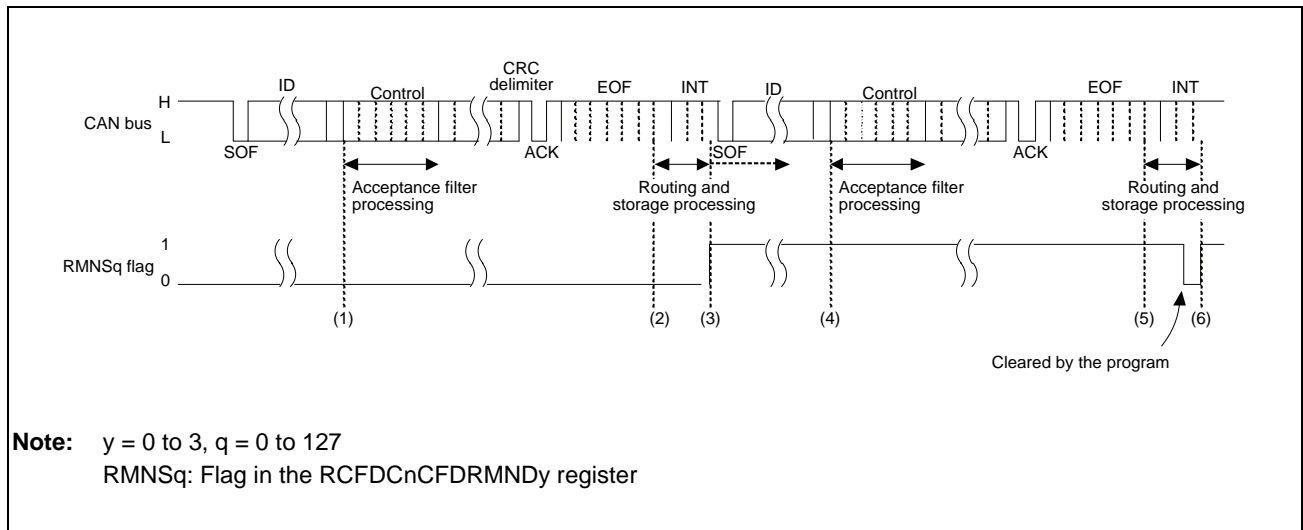 CRC
delimiter
ID
Control
EOF
INT
ID
Control
EOF
INT
H
CAN bus
L
SOF
ACK
SOF
ACK
Acceptance filter
processing
Routing and
storage processing
Acceptance filter
processing
Routing and
storage processing
1
RMNSq flag
0
(1)
(2)
(3)
(4)
(5)
(6)
Cleared by the program
Note: y = 0 to 3, q = 0 to 127
RMNSq: Flag in the RCFDCnCFDRMNDy register